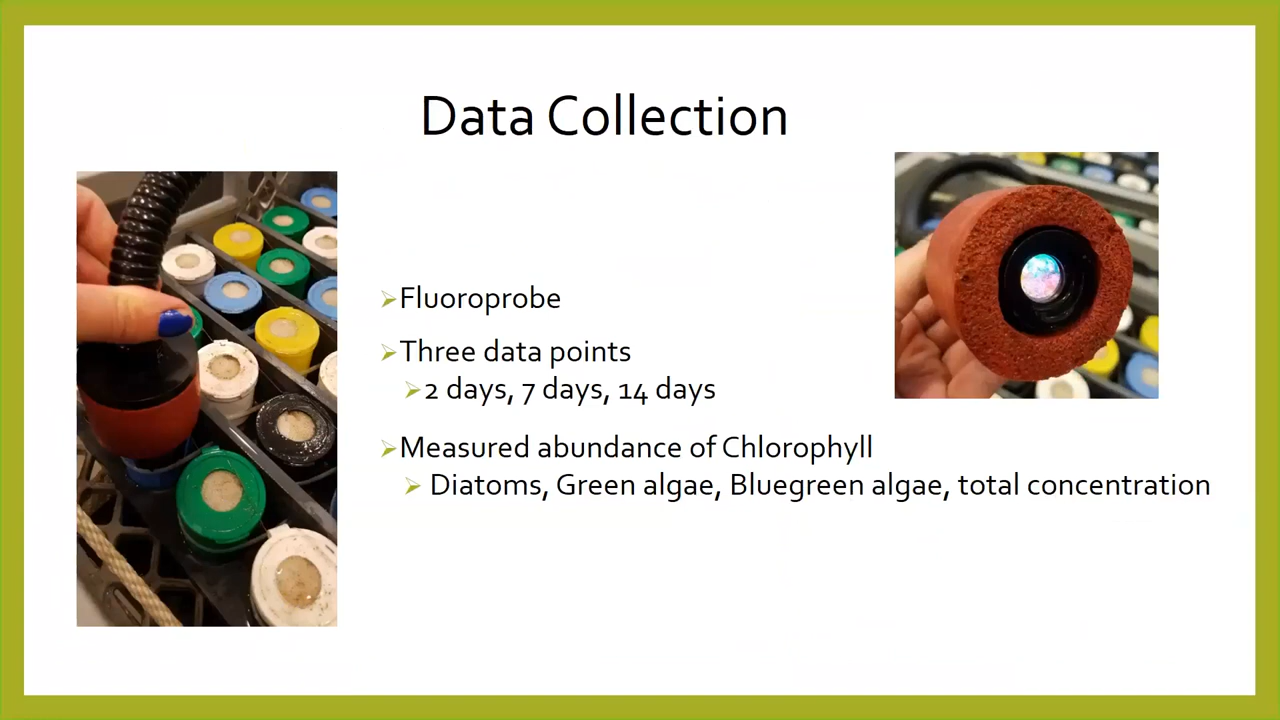 Data Collection
Fluoroprobe
Three data points
2 days, 7 days, 14 days
Measured abundance of Chlorophyll
Diatoms, Green algae, Bluegreen algae, total concentration